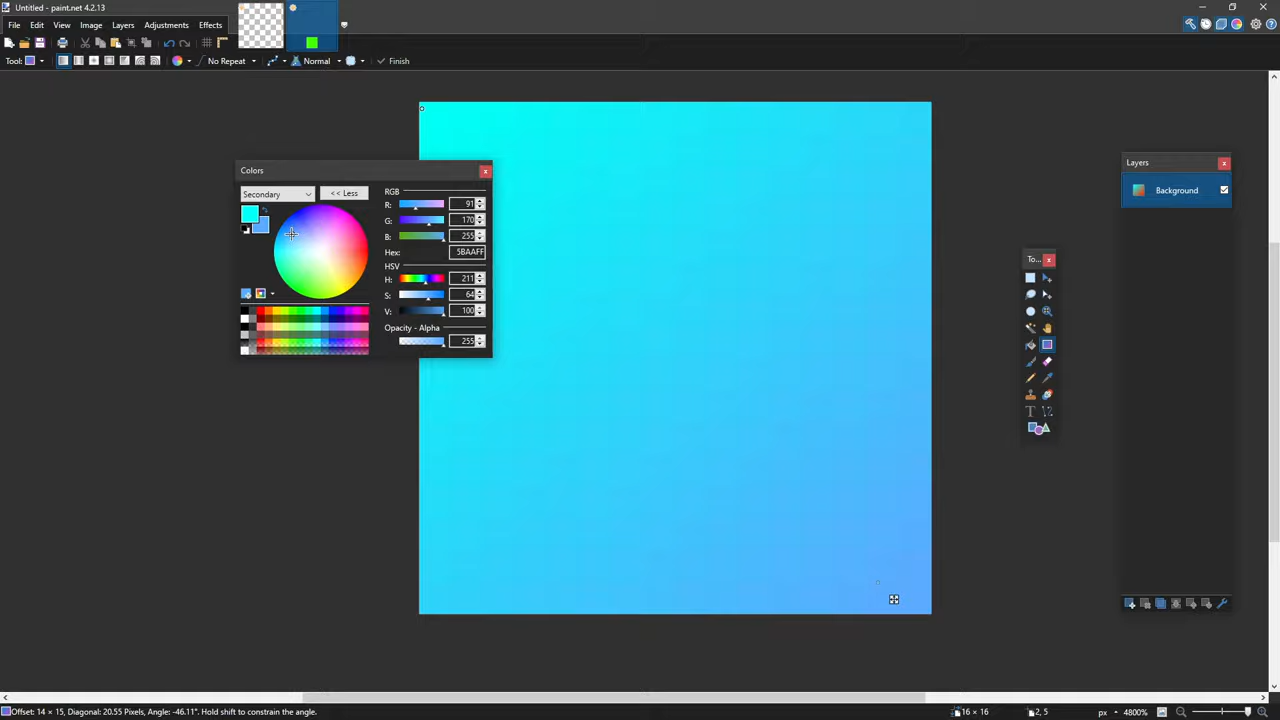 Untitled - paint.net 4.2.13
File Edit View Image Layers Adjustments Effects
Tool: No Repeat Normal Finish
Colors
Secondary << Less
RGB
R: 91
G: 170
B: 255
Hex: 5BAAFF
HSV
H: 211
S: 64
V: 100
Opacity - Alpha
255
Layers
Background
To...
T
Offset: 14 × 15, Diagonal: 20.55 Pixels, Angle: -46.11°. Hold shift to constrain the angle. 16 × 16 2, 5 px 4800%